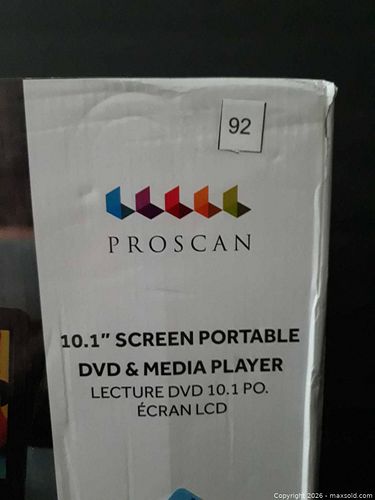 92
PROSCAN
10.1" SCREEN PORTABLE
DVD & MEDIA PLAYER
LECTURE DVD 10.1 PO.
ÉCRAN LCD
Copyright 2026 - maxsold.com